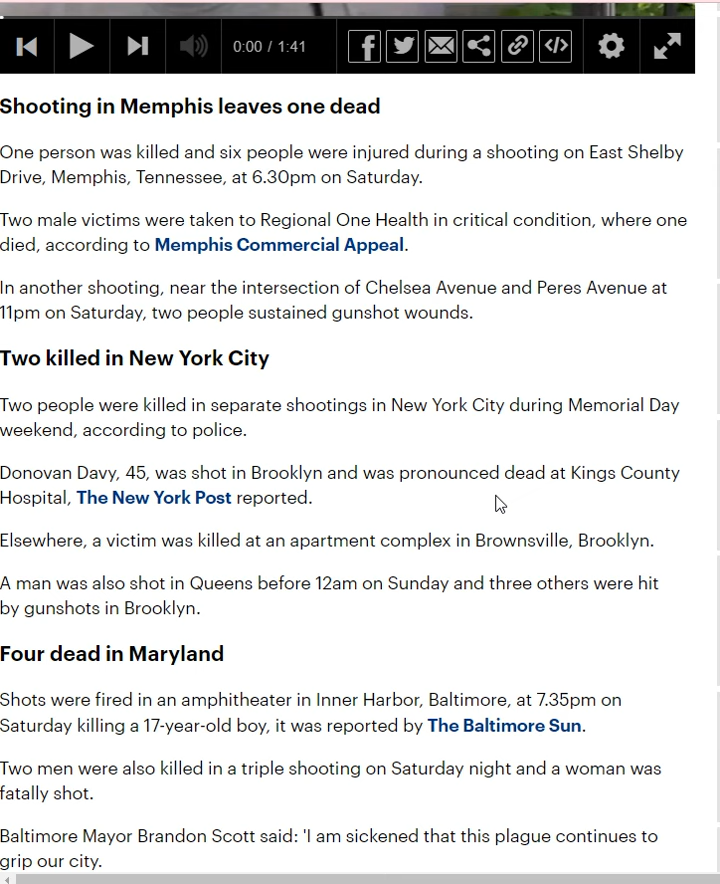 0:00 / 1:41
Shooting in Memphis leaves one dead
One person was killed and six people were injured during a shooting on East Shelby
Drive, Memphis, Tennessee, at 6.30pm on Saturday.
Two male victims were taken to Regional One Health in critical condition, where one
died, according to Memphis Commercial Appeal.
In another shooting, near the intersection of Chelsea Avenue and Peres Avenue at
11pm on Saturday, two people sustained gunshot wounds.
Two killed in New York City
Two people were killed in separate shootings in New York City during Memorial Day
weekend, according to police.
Donovan Davy, 45, was shot in Brooklyn and was pronounced dead at Kings County
Hospital, The New York Post reported.
Elsewhere, a victim was killed at an apartment complex in Brownsville, Brooklyn.
A man was also shot in Queens before 12am on Sunday and three others were hit
by gunshots in Brooklyn.
Four dead in Maryland
Shots were fired in an amphitheater in Inner Harbor, Baltimore, at 7.35pm on
Saturday killing a 17-year-old boy, it was reported by The Baltimore Sun.
Two men were also killed in a triple shooting on Saturday night and a woman was
fatally shot.
Baltimore Mayor Brandon Scott said: 'I am sickened that this plague continues to
grip our city.